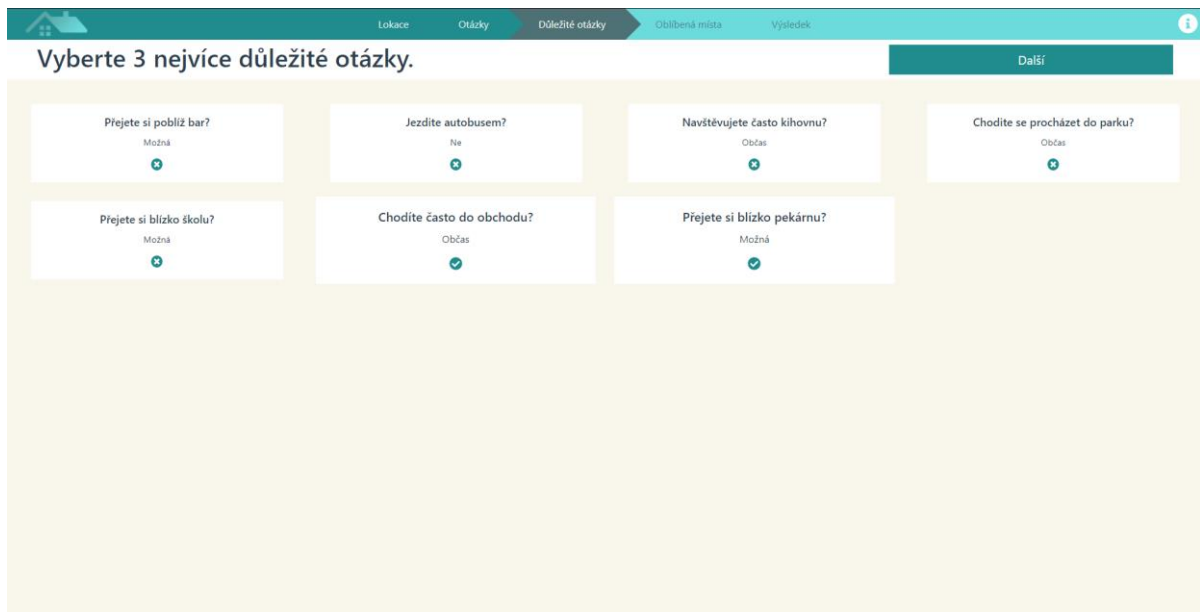 Lokace
Otázky
Důležité otázky
Oblíbená místa
Výsledek
Vyberte 3 nejvíce důležité otázky.
Další
Přejete si poblíž bar?
Možná
Jezdíte autobusem?
Ne
Navštěvujete často kihovnu?
Občas
Chodíte se procházet do parku?
Občas
Přejete si blízko školu?
Možná
Chodíte často do obchodu?
Občas
Přejete si blízko pekárnu?
Možná